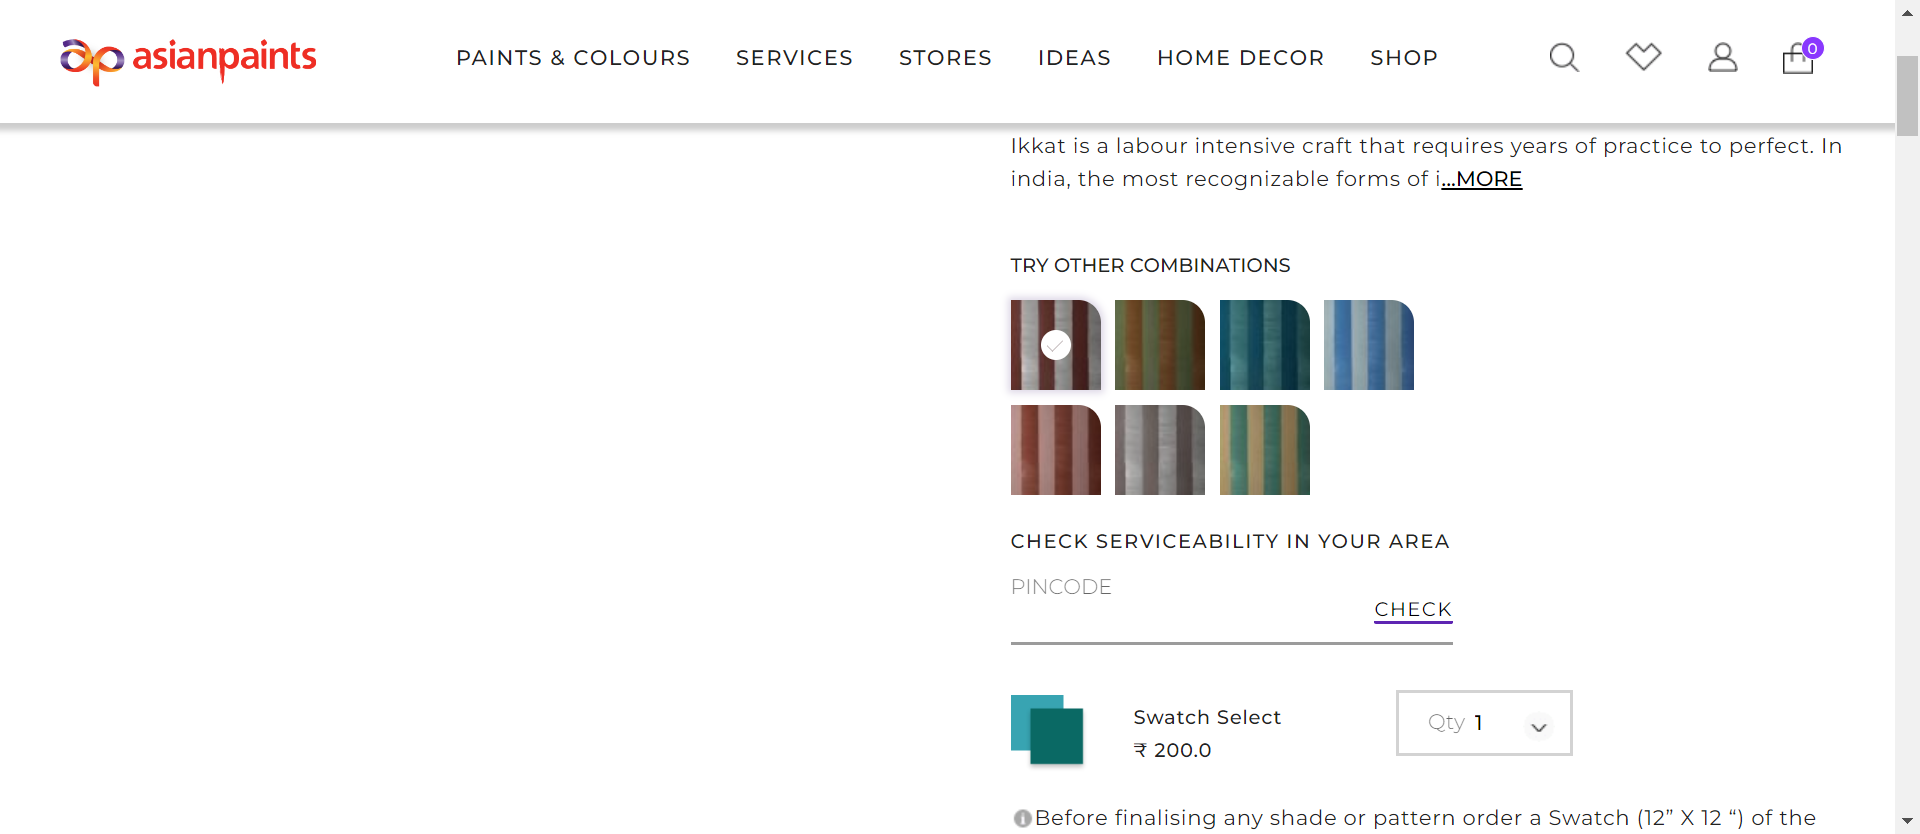 asianpaints
PAINTS & COLOURS SERVICES STORES IDEAS HOME DECOR SHOP
0
Ikkat is a labour intensive craft that requires years of practice to perfect. In
india, the most recognizable forms of i...MORE
TRY OTHER COMBINATIONS
CHECK SERVICEABILITY IN YOUR AREA
PINCODE
CHECK
Swatch Select
₹ 200.0
Qty 1
Before finalising any shade or pattern order a Swatch (12” X 12 “) of the